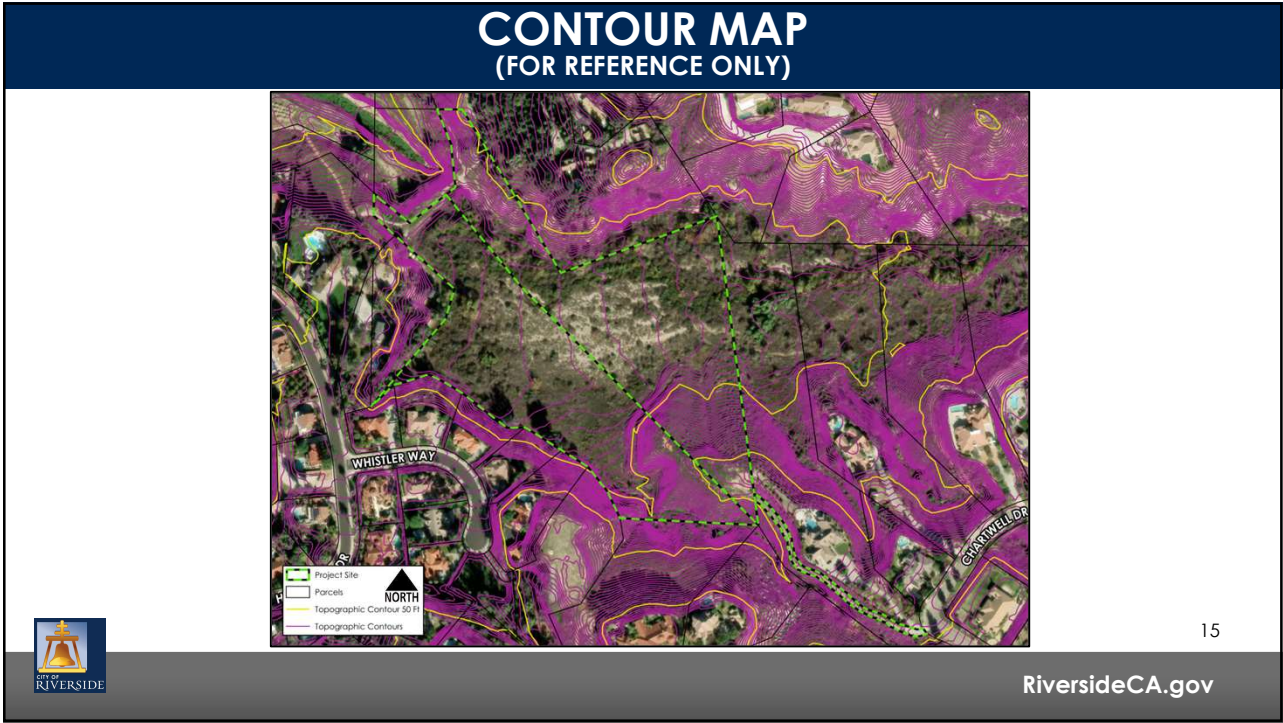 CONTOUR MAP
(FOR REFERENCE ONLY)
WHISTLER WAY
CHARTWELL DR
DR
H
Project Site
Parcels
NORTH
Topographic Contour 50 Ft
Topographic Contours
15
CITY OF
RIVERSIDE
RiversideCA.gov